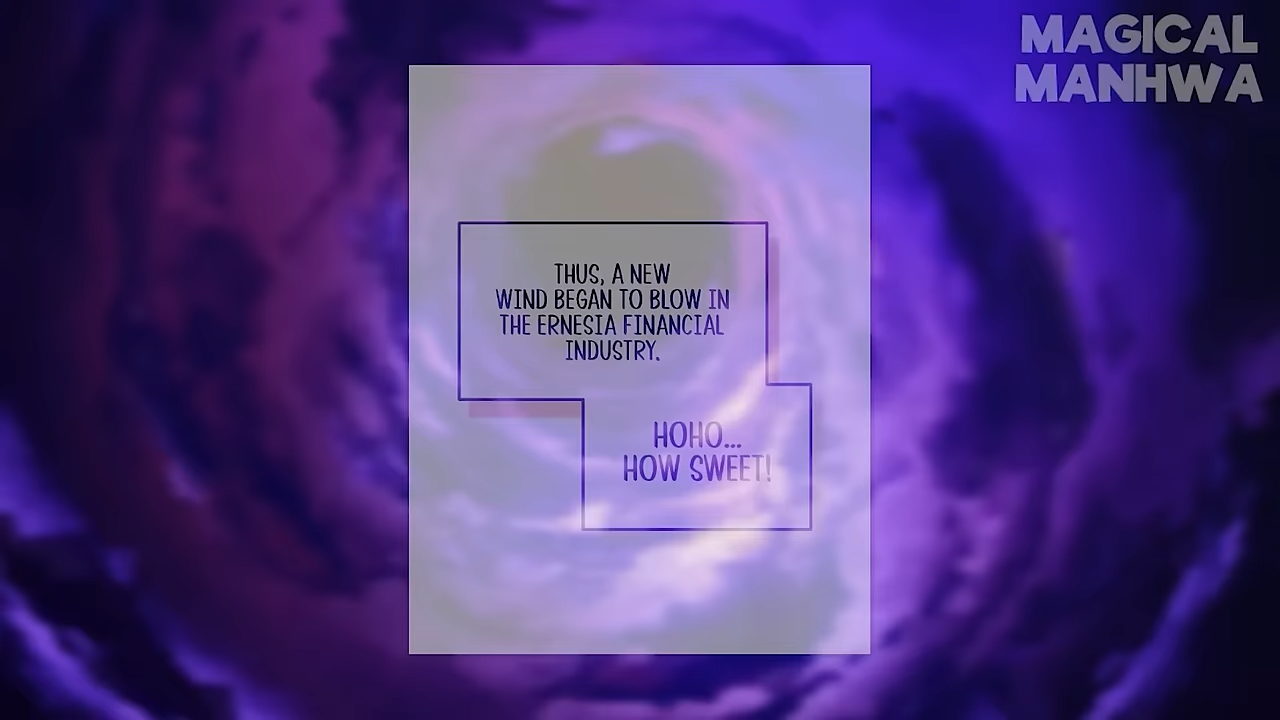 MAGICAL
MANHWA
THUS, A NEW
WIND BEGAN TO BLOW IN
THE ERNESIA FINANCIAL
INDUSTRY.
HOHO...
HOW SWEET!